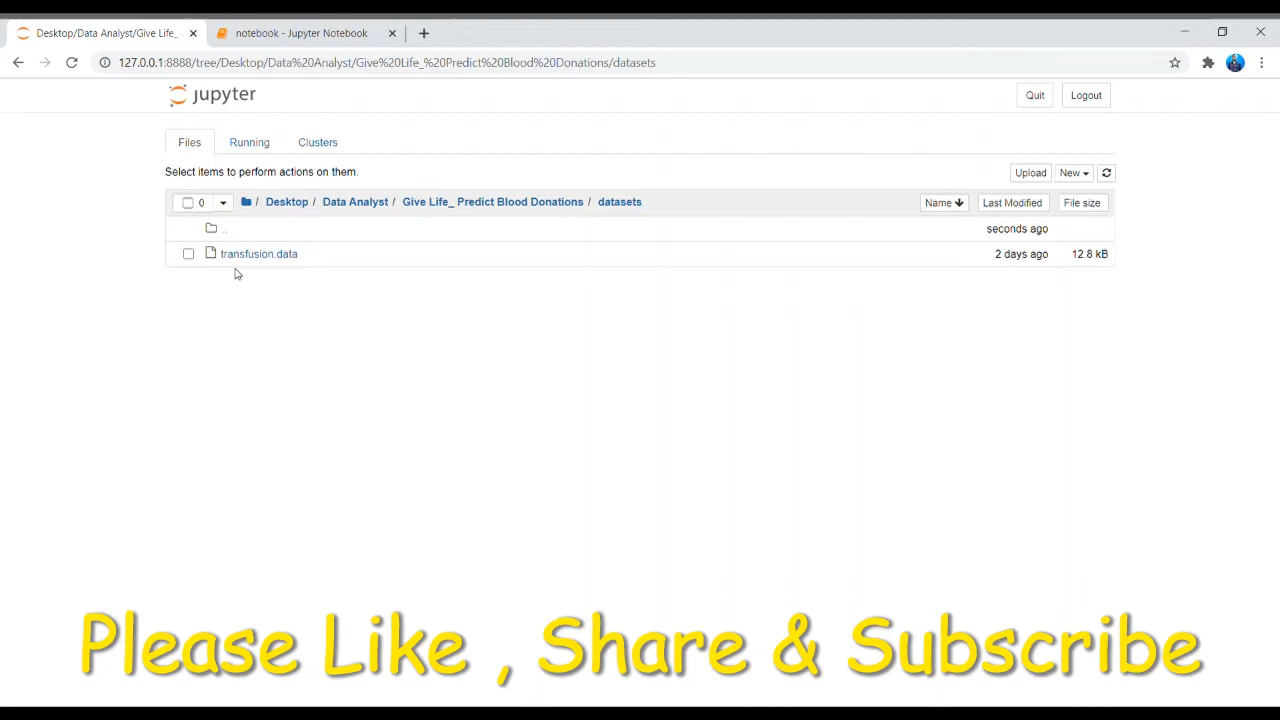 Desktop/Data Analyst/Give Life_
notebook - Jupyter Notebook
127.0.0.1:8888/tree/Desktop/Data%20Analyst/Give%20Life_%20Predict%20Blood%20Donations/datasets
jupyter
Quit
Logout
Files
Running
Clusters
Select items to perform actions on them.
Upload
New
0
/ Desktop / Data Analyst / Give Life_ Predict Blood Donations / datasets
Name
Last Modified
File size
..
seconds ago
transfusion.data
2 days ago
12.8 kB
Please Like , Share & Subscribe